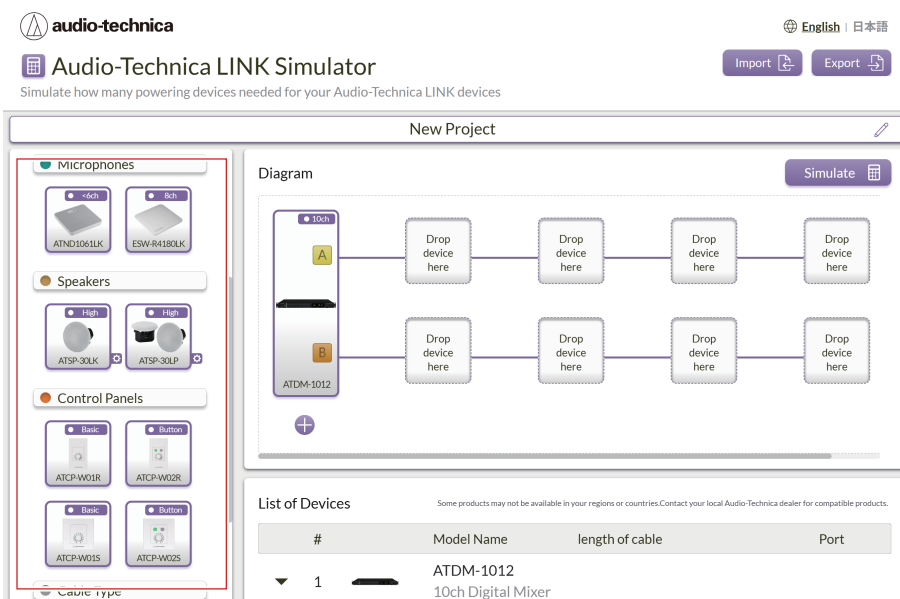 audio-technica
English | 日本語
Audio-Technica LINK Simulator
Import
Export
Simulate how many powering devices needed for your Audio-Technica LINK devices
New Project
Microphones
<6ch
8ch
ATND1061LK
ESW-R4180LK
Speakers
High
High
ATSP-30LK
ATSP-30LP
Control Panels
Basic
Button
ATCP-W01R
ATCP-W02R
Basic
Button
ATCP-W01S
ATCP-W02S
Cable Type
Diagram
Simulate
10ch
A
B
ATDM-1012
Drop
device
here
Drop
device
here
Drop
device
here
Drop
device
here
Drop
device
here
Drop
device
here
Drop
device
here
Drop
device
here
List of Devices
Some products may not be available in your regions or countries,Contact your local Audio-Technica dealer for compatible products.
# Model Name length of cable Port
1 ATDM-1012
10ch Digital Mixer